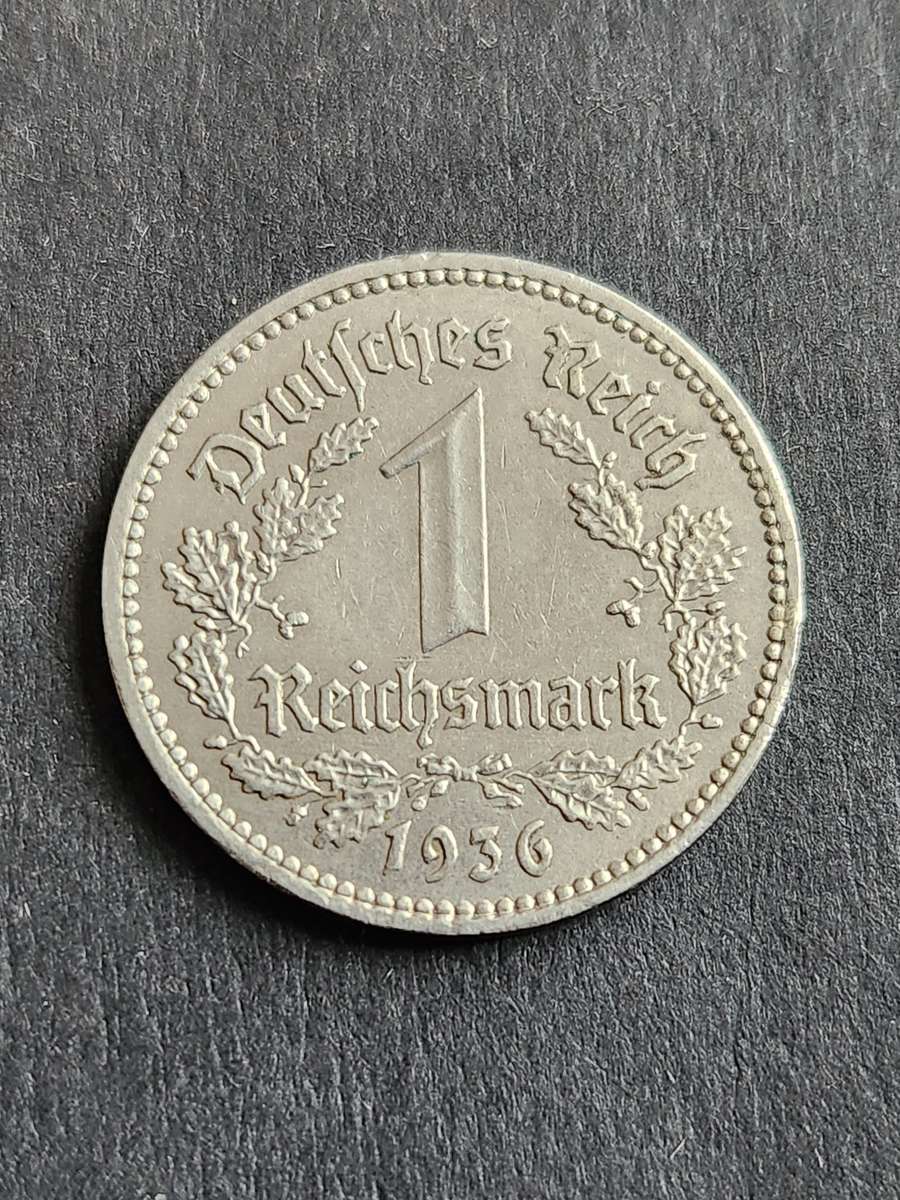 Deutſches Reich
1
Reichsmark
1936